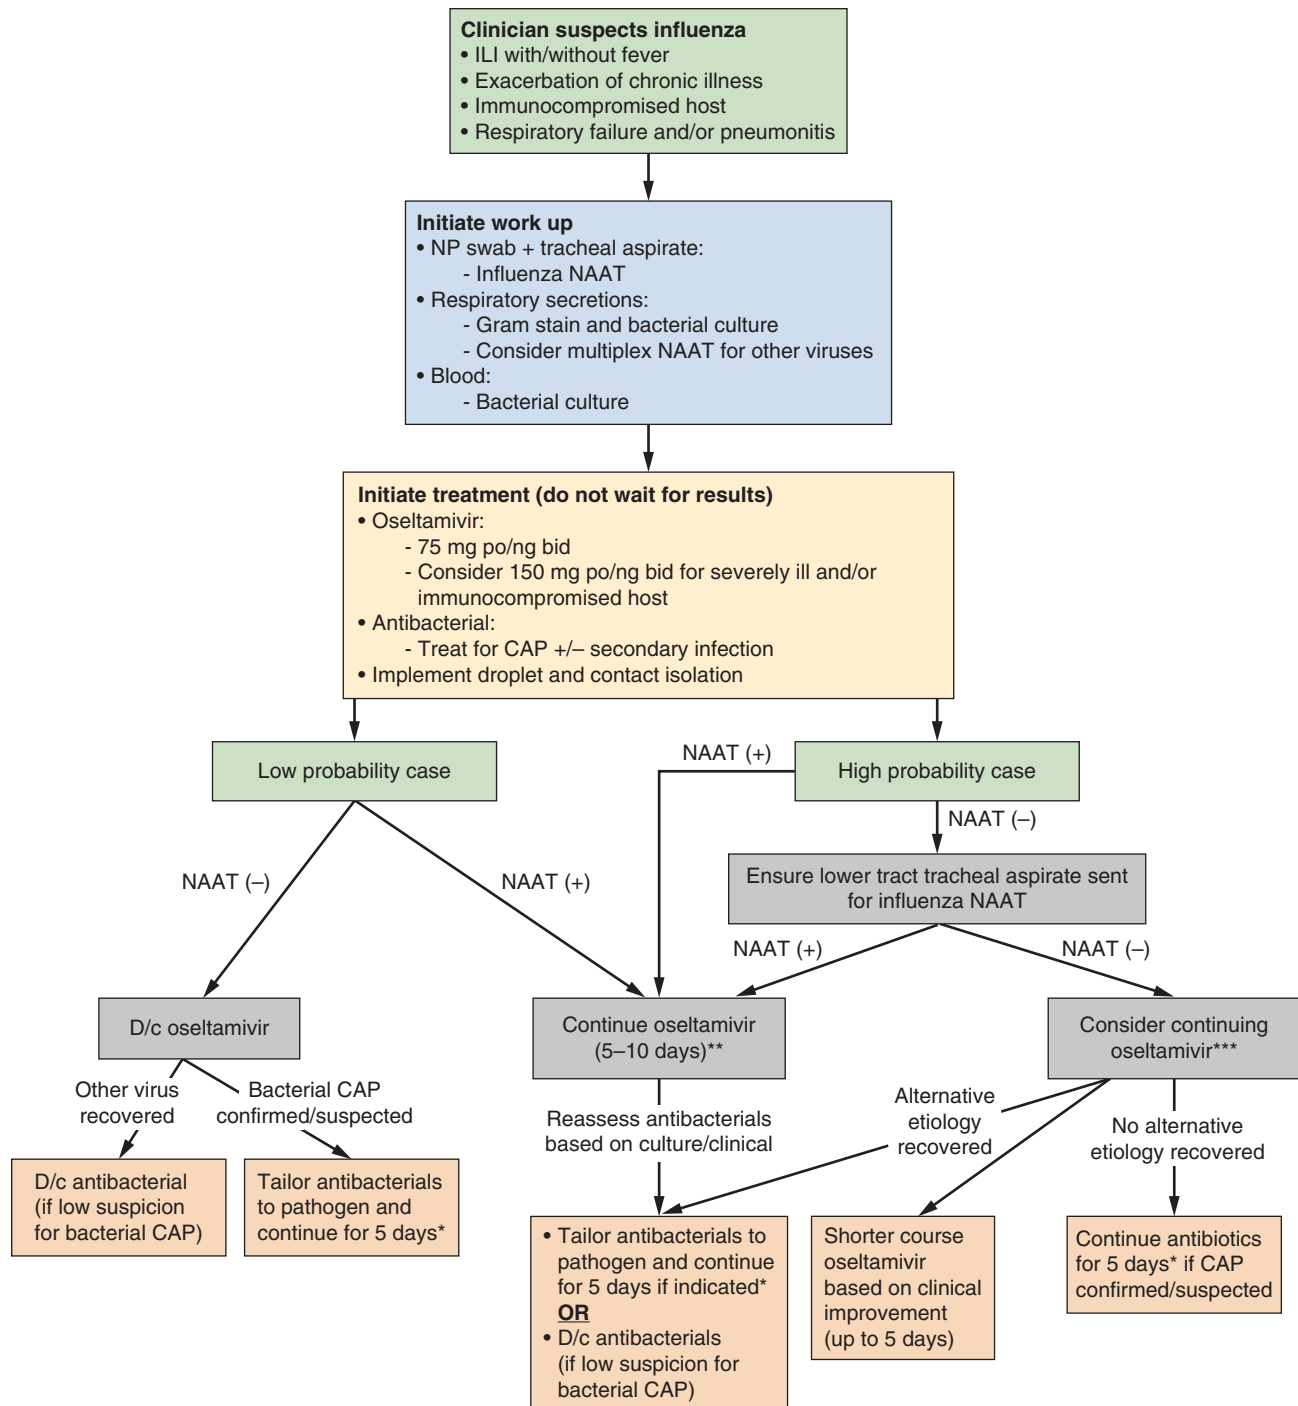 Clinician suspects influenza
• ILI with/without fever
• Exacerbation of chronic illness
• Immunocompromised host
• Respiratory failure and/or pneumonitis
Initiate work up
• NP swab + tracheal aspirate:
- Influenza NAAT
• Respiratory secretions:
- Gram stain and bacterial culture
- Consider multiplex NAAT for other viruses
• Blood:
- Bacterial culture
Initiate treatment (do not wait for results)
• Oseltamivir:
- 75 mg po/ng bid
- Consider 150 mg po/ng bid for severely ill and/or
immunocompromised host
• Antibacterial:
- Treat for CAP +/– secondary infection
• Implement droplet and contact isolation
Low probability case
NAAT (+)
High probability case
NAAT (–)
Ensure lower tract tracheal aspirate sent
for influenza NAAT
NAAT (–)
NAAT (+)
NAAT (+)
NAAT (–)
D/c oseltamivir
Continue oseltamivir
(5–10 days)**
Consider continuing
oseltamivir***
Other virus
recovered
Bacterial CAP
confirmed/suspected
Reassess antibacterials
based on culture/clinical
Alternative
etiology
recovered
No alternative
etiology recovered
D/c antibacterial
(if low suspicion
for bacterial CAP)
Tailor antibacterials
to pathogen and
continue for 5 days*
• Tailor antibacterials to
pathogen and continue
for 5 days if indicated*
OR
• D/c antibacterials
(if low suspicion for
bacterial CAP)
Shorter course
oseltamivir
based on clinical
improvement
(up to 5 days)
Continue antibiotics
for 5 days* if CAP
confirmed/suspected